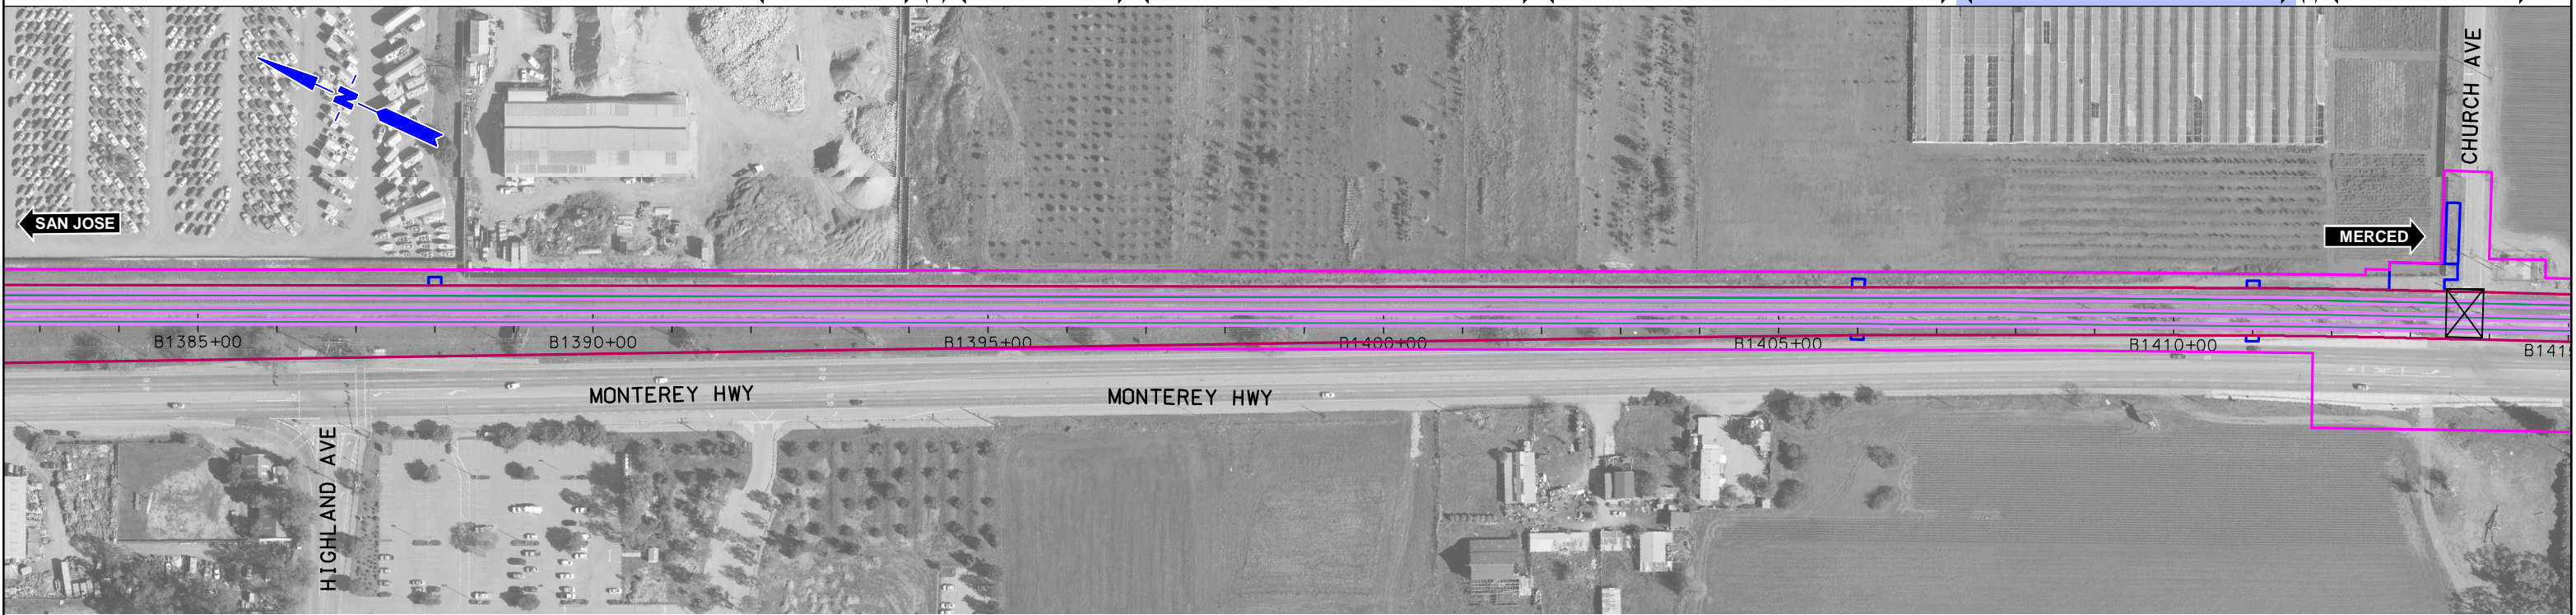 CHURCH AVE
N
SAN JOSE
MERCED
B1385+00
B1390+00
B1395+00
B1400+00
B1405+00
B1410+00
B141
MONTEREY HWY
MONTEREY HWY
HIGHLAND AVE